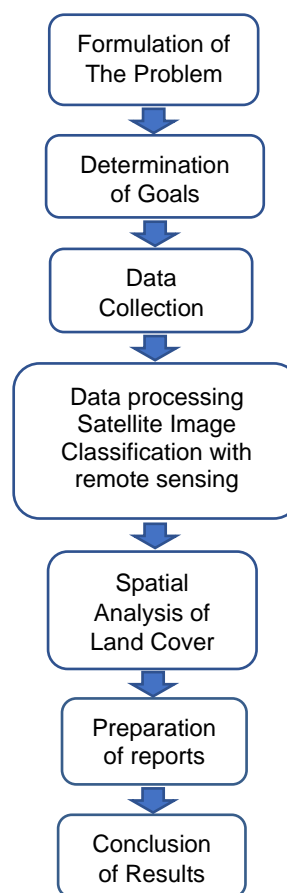 Formulation of
The Problem
Determination
of Goals
Data
Collection
Data processing
Satellite Image
Classification with
remote sensing
Spatial
Analysis of
Land Cover
Preparation
of reports
Conclusion
of Results